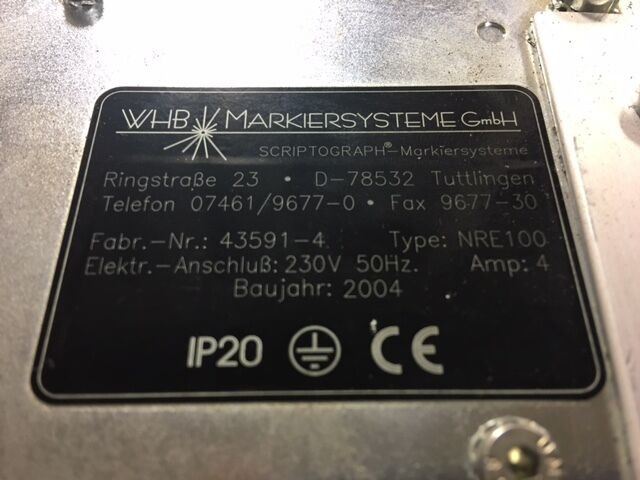 WHB MARKIERSYSTEME GmbH
SCRIPTOGRAPH®-Markiersysteme
Ringstraße 23 • D-78532 Tuttlingen
Telefon 07461/9677-0 • Fax 9677-30
Fabr.-Nr.: 43591-4 Type: NRE100
Elektr.-Anschluß: 230V 50Hz. Amp: 4
Baujahr: 2004
IP20 CE